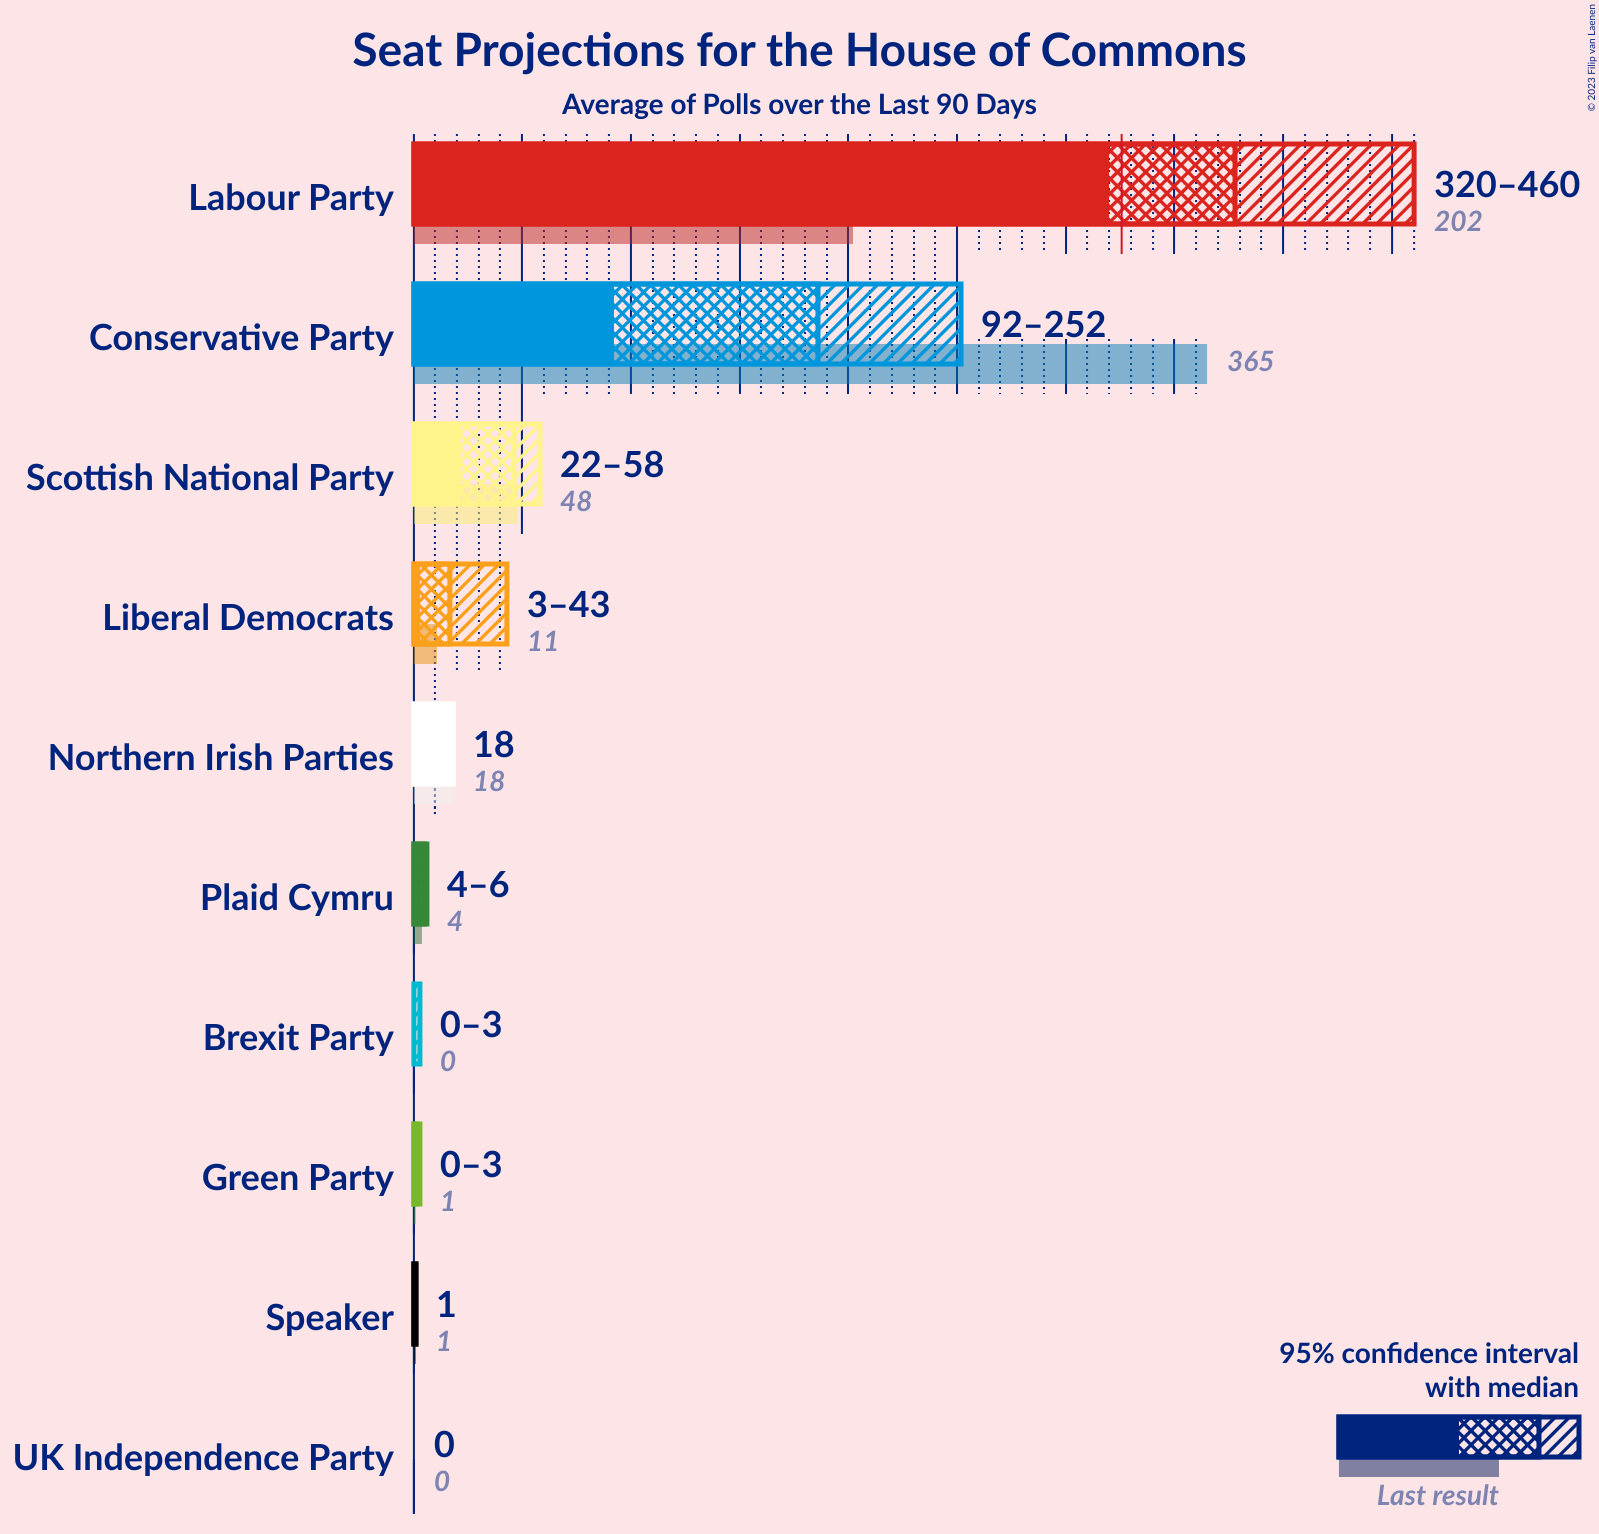 Seat Projections for the House of Commons
Average of Polls over the Last 90 Days
© 2023 Filip van Laenen
Labour Party
320–460
202
Conservative Party
92–252
365
Scottish National Party
22–58
48
Liberal Democrats
3–43
11
Northern Irish Parties
18
18
Plaid Cymru
4–6
4
Brexit Party
0–3
0
Green Party
0–3
1
Speaker
1
1
UK Independence Party
0
0
95% confidence interval
with median
Last result